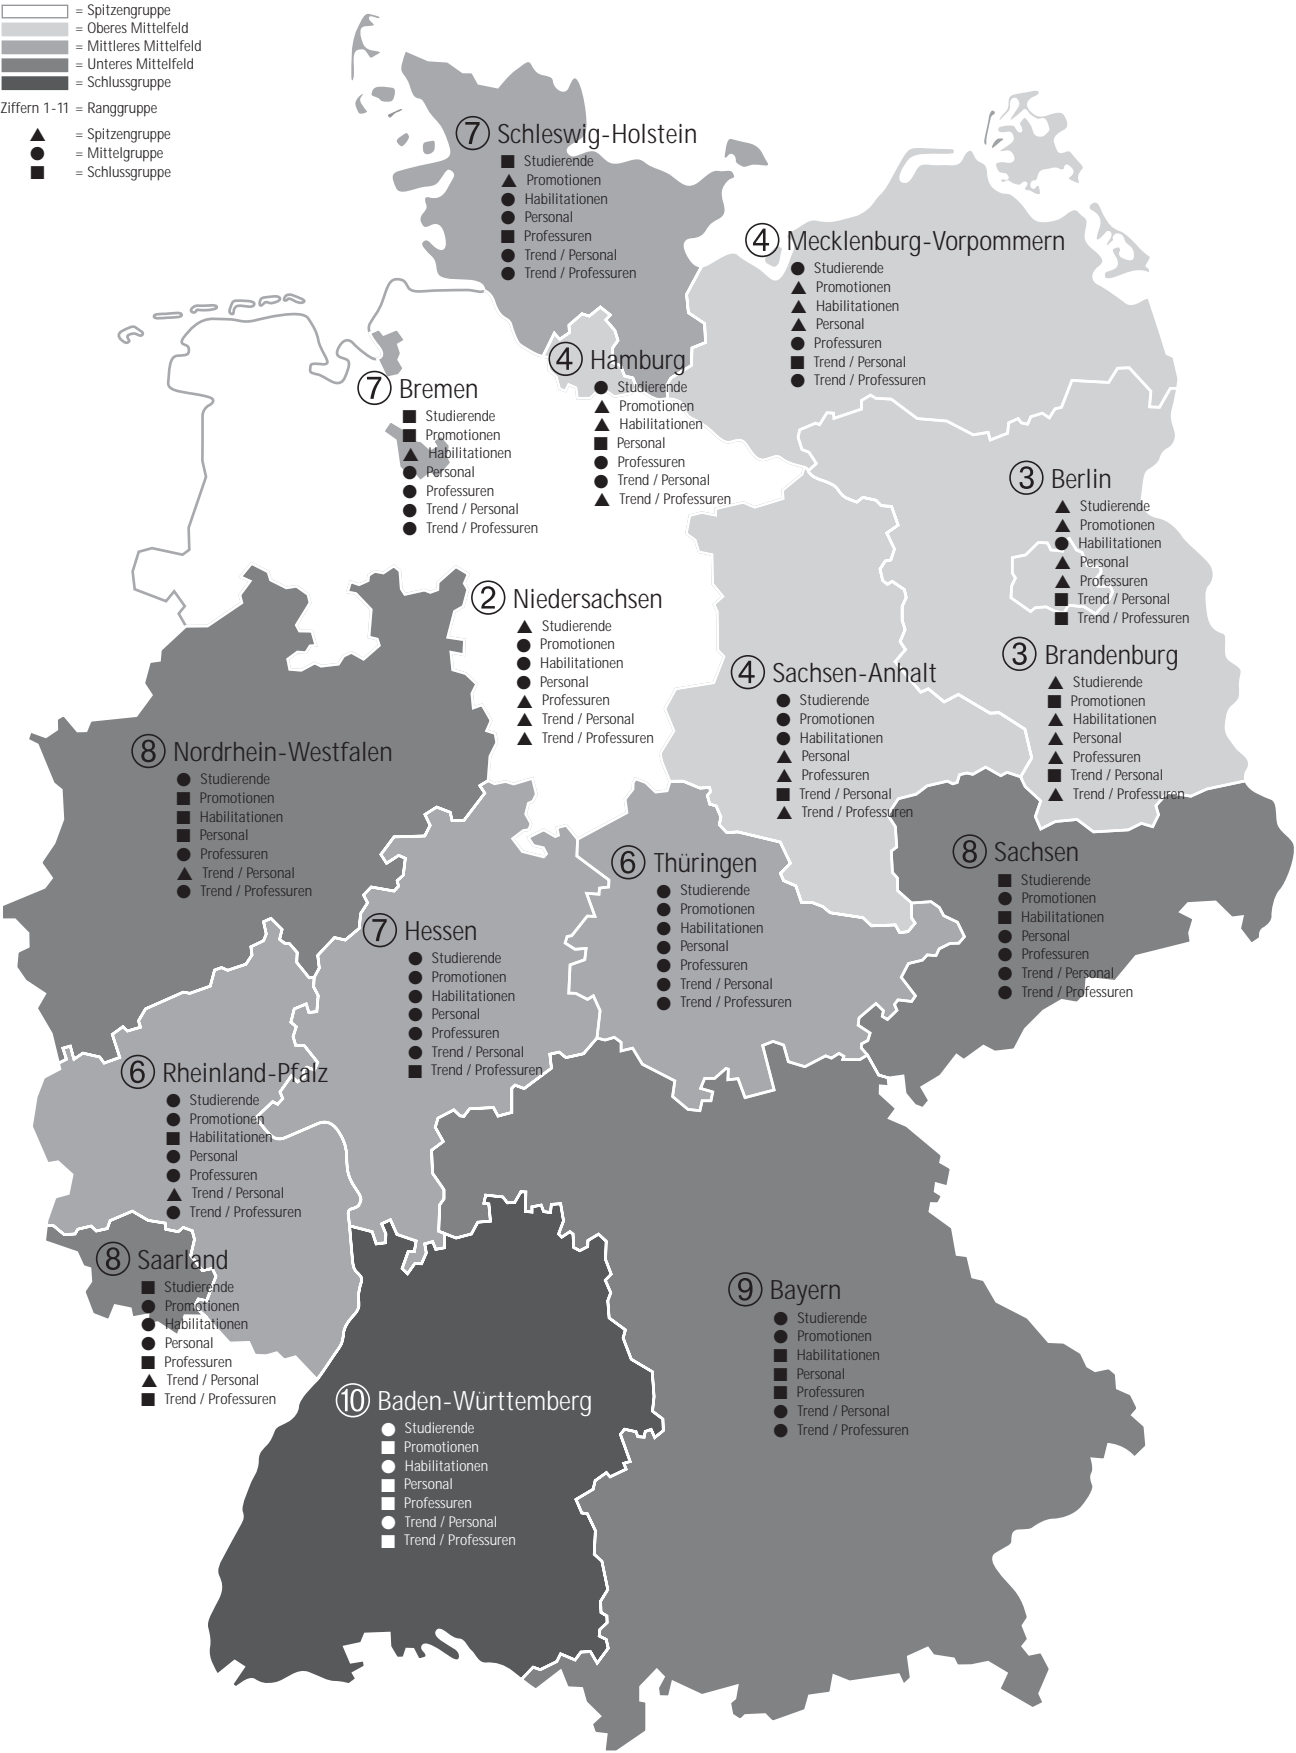 = Spitzengruppe
= Oberes Mittelfeld
= Mittleres Mittelfeld
= Unteres Mittelfeld
= Schlussgruppe
Ziffern 1-11 = Ranggruppe
= Spitzengruppe
= Mittelgruppe
= Schlussgruppe
7 Schleswig-Holstein
Studierende
Promotionen
Habilitationen
Personal
Professuren
Trend / Personal
Trend / Professuren
4 Mecklenburg-Vorpommern
Studierende
Promotionen
Habilitationen
Personal
Professuren
Trend / Personal
Trend / Professuren
4 Hamburg
Studierende
Promotionen
Habilitationen
Personal
Professuren
Trend / Personal
Trend / Professuren
7 Bremen
Studierende
Promotionen
Habilitationen
Personal
Professuren
Trend / Personal
Trend / Professuren
3 Berlin
Studierende
Promotionen
Habilitationen
Personal
Professuren
Trend / Personal
Trend / Professuren
2 Niedersachsen
Studierende
Promotionen
Habilitationen
Personal
Professuren
Trend / Personal
Trend / Professuren
3 Brandenburg
Studierende
Promotionen
Habilitationen
Personal
Professuren
Trend / Personal
Trend / Professuren
4 Sachsen-Anhalt
Studierende
Promotionen
Habilitationen
Personal
Professuren
Trend / Personal
Trend / Professuren
8 Nordrhein-Westfalen
Studierende
Promotionen
Habilitationen
Personal
Professuren
Trend / Personal
Trend / Professuren
8 Sachsen
Studierende
Promotionen
Habilitationen
Personal
Professuren
Trend / Personal
Trend / Professuren
6 Thüringen
Studierende
Promotionen
Habilitationen
Personal
Professuren
Trend / Personal
Trend / Professuren
7 Hessen
Studierende
Promotionen
Habilitationen
Personal
Professuren
Trend / Personal
Trend / Professuren
6 Rheinland-Pfalz
Studierende
Promotionen
Habilitationen
Personal
Professuren
Trend / Personal
Trend / Professuren
8 Saarland
Studierende
Promotionen
Habilitationen
Personal
Professuren
Trend / Personal
Trend / Professuren
9 Bayern
Studierende
Promotionen
Habilitationen
Personal
Professuren
Trend / Personal
Trend / Professuren
10 Baden-Württemberg
Studierende
Promotionen
Habilitationen
Personal
Professuren
Trend / Personal
Trend / Professuren